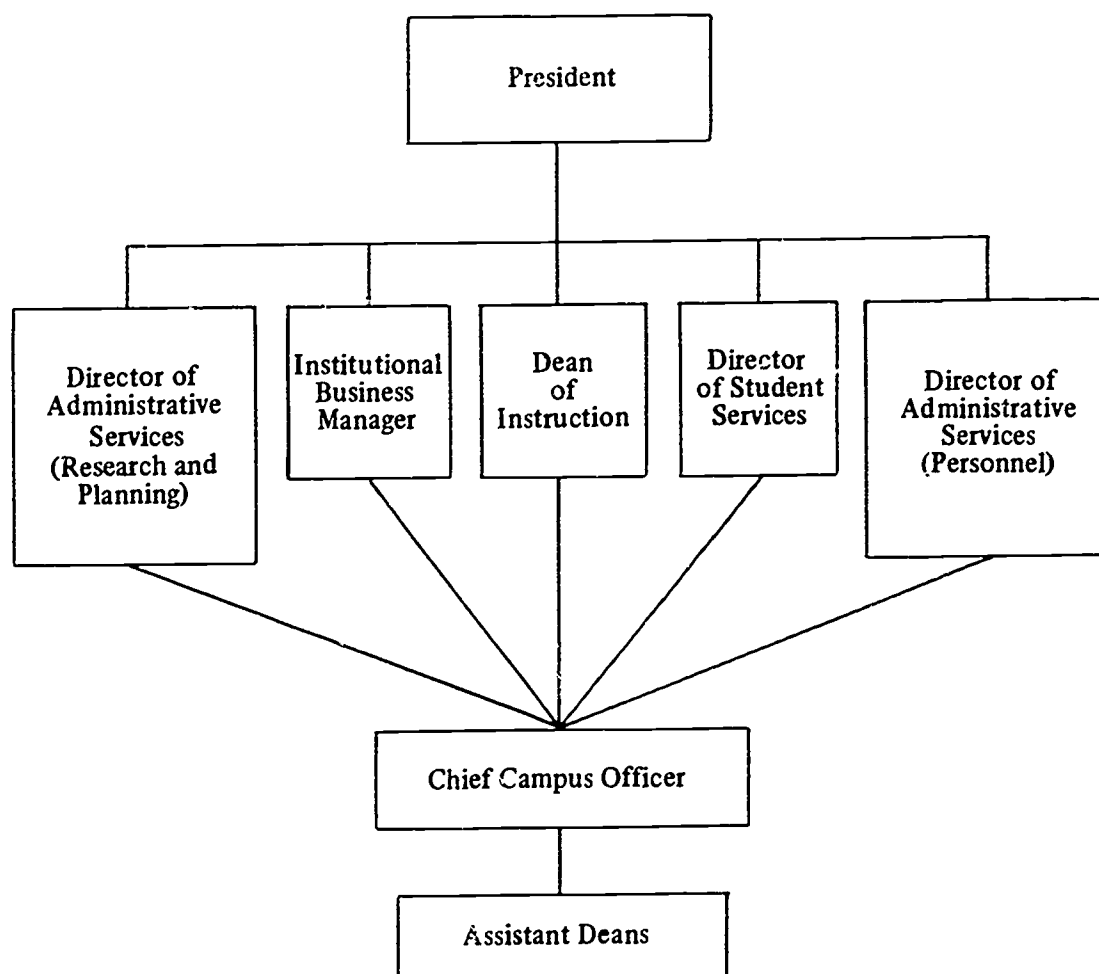 President
Director of
Administrative
Services
(Research and
Planning)
Institutional
Business
Manager
Dean
of
Instruction
Director
of Student
Services
Director of
Administrative
Services
(Personnel)
Chief Campus Officer
Assistant Deans